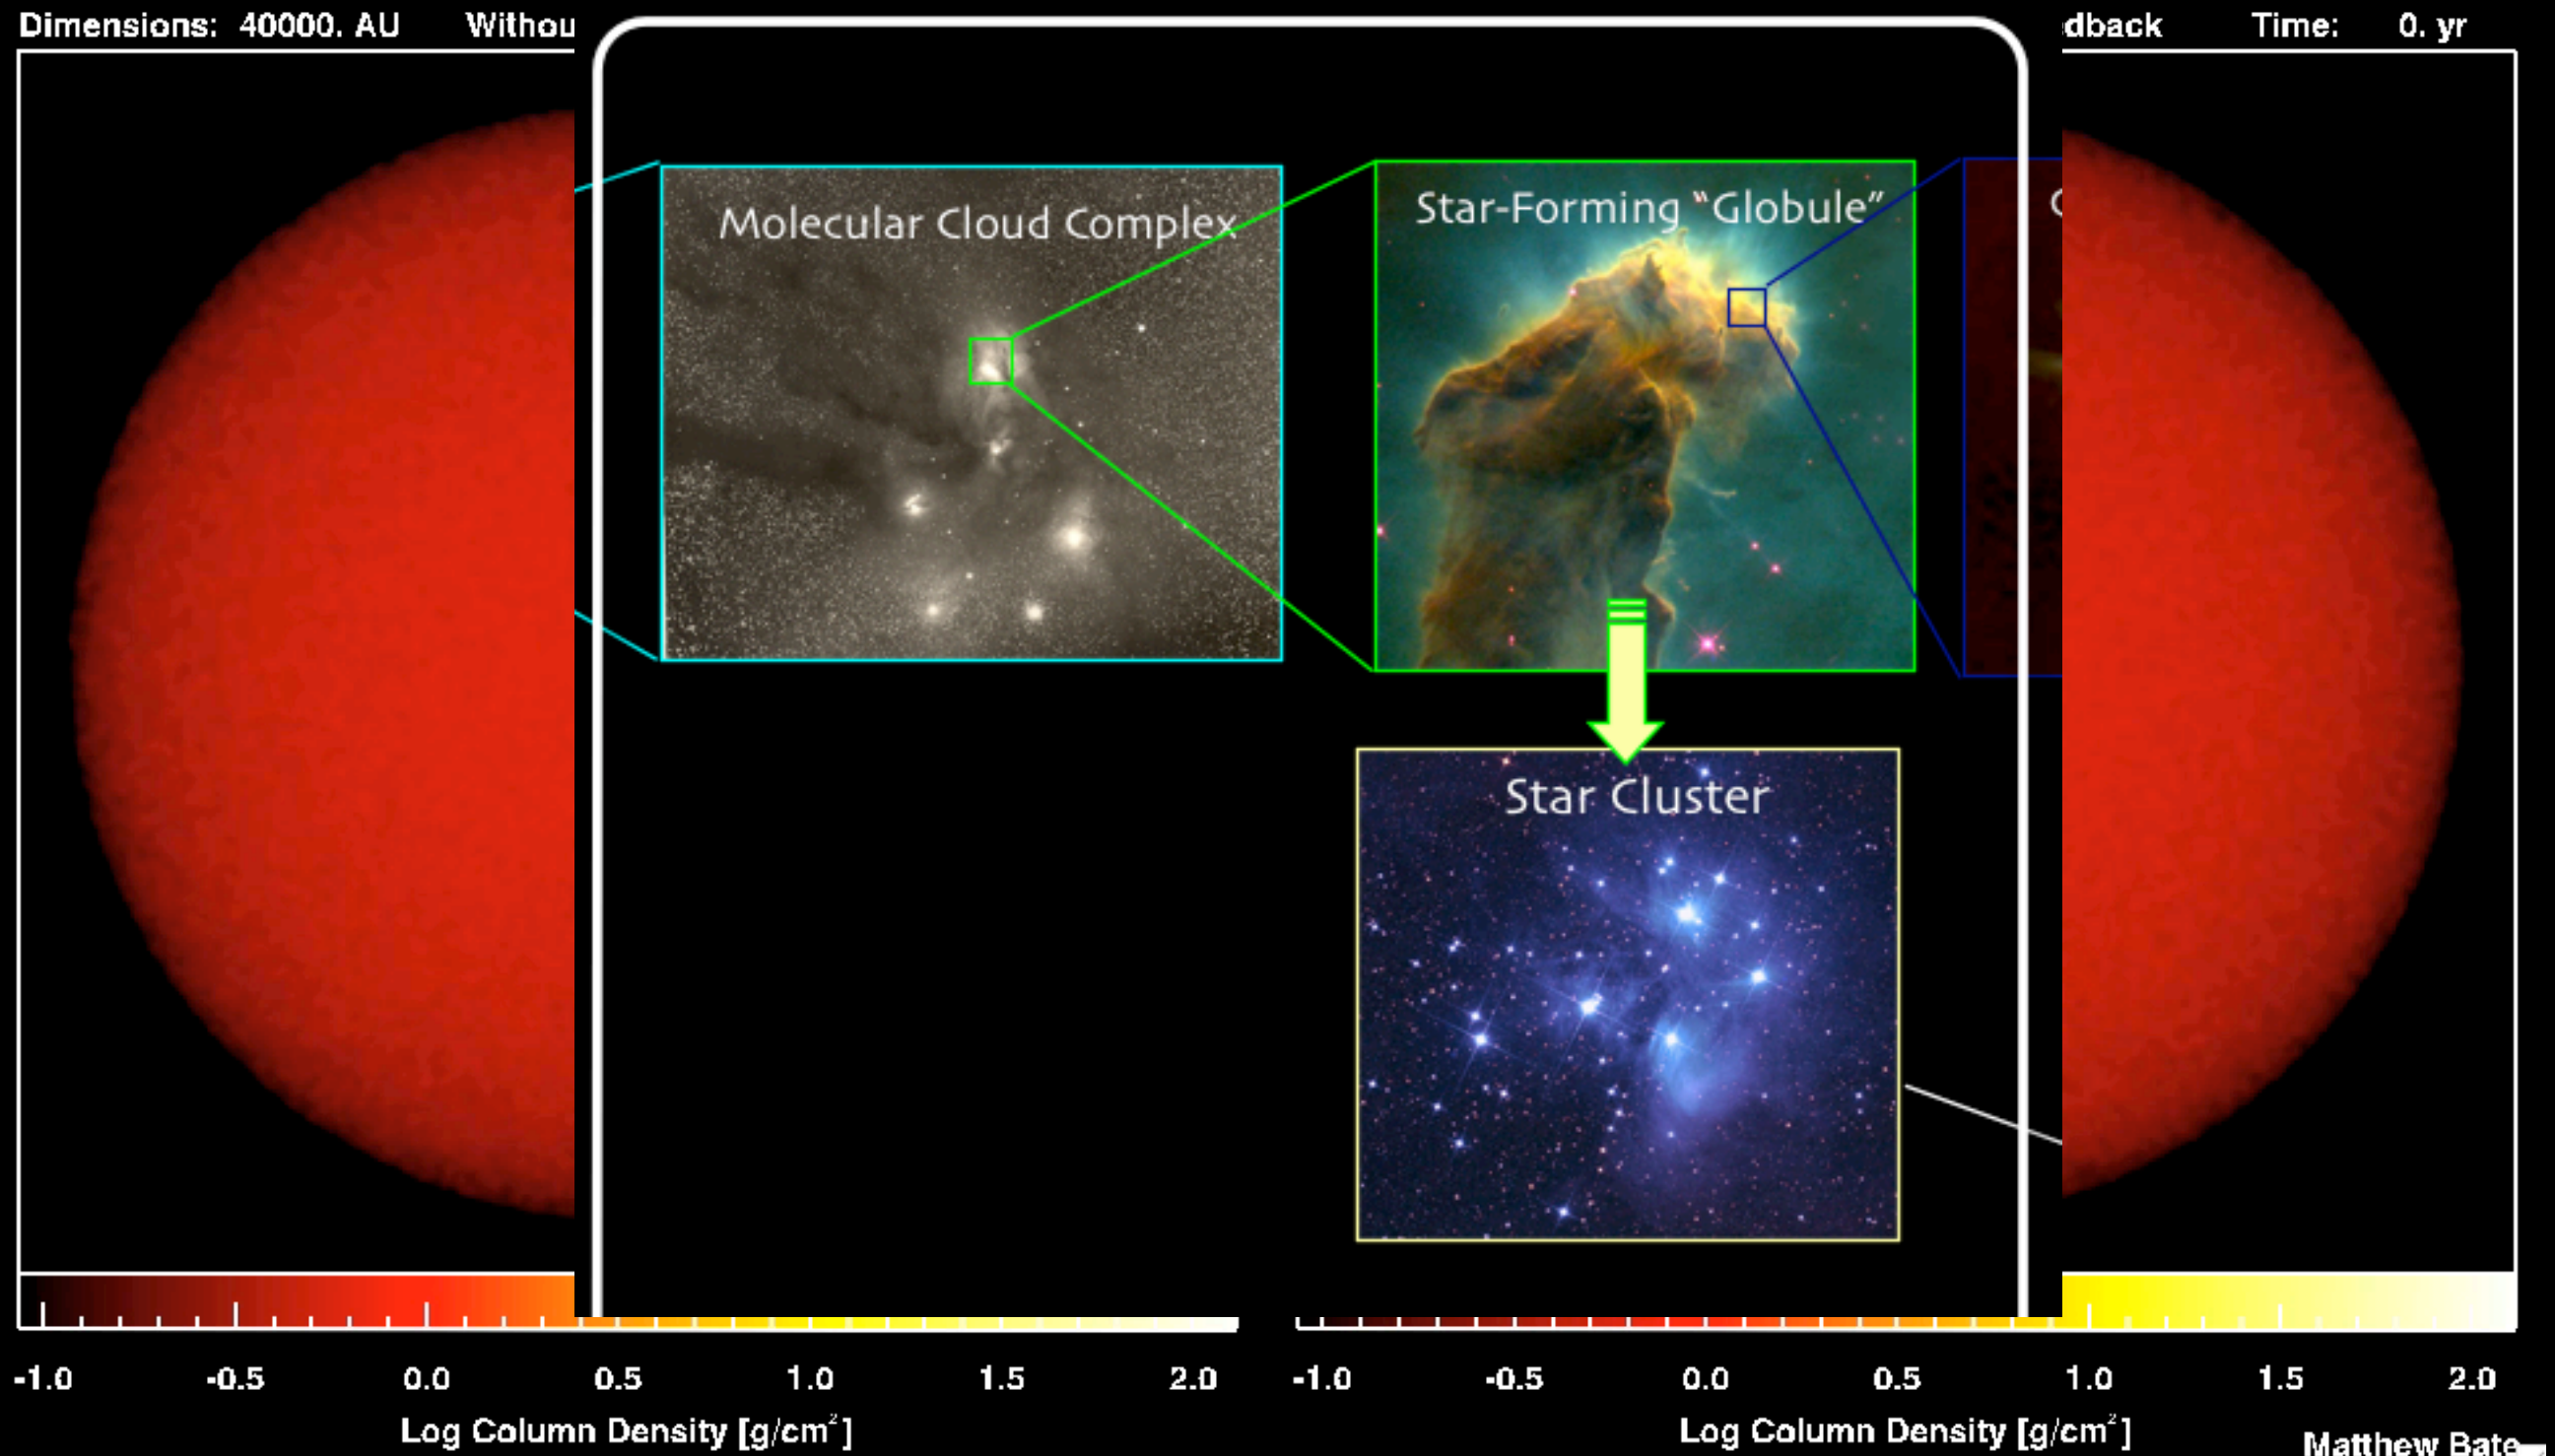 Dimensions: 40000. AU Withou
dback Time: 0. yr
Molecular Cloud Complex
Star-Forming “Globule”
Star Cluster
-1.0 -0.5 0.0 0.5 1.0 1.5 2.0
-1.0 -0.5 0.0 0.5 1.0 1.5 2.0
Log Column Density [g/cm²]
Log Column Density [g/cm²]
Matthew Bate